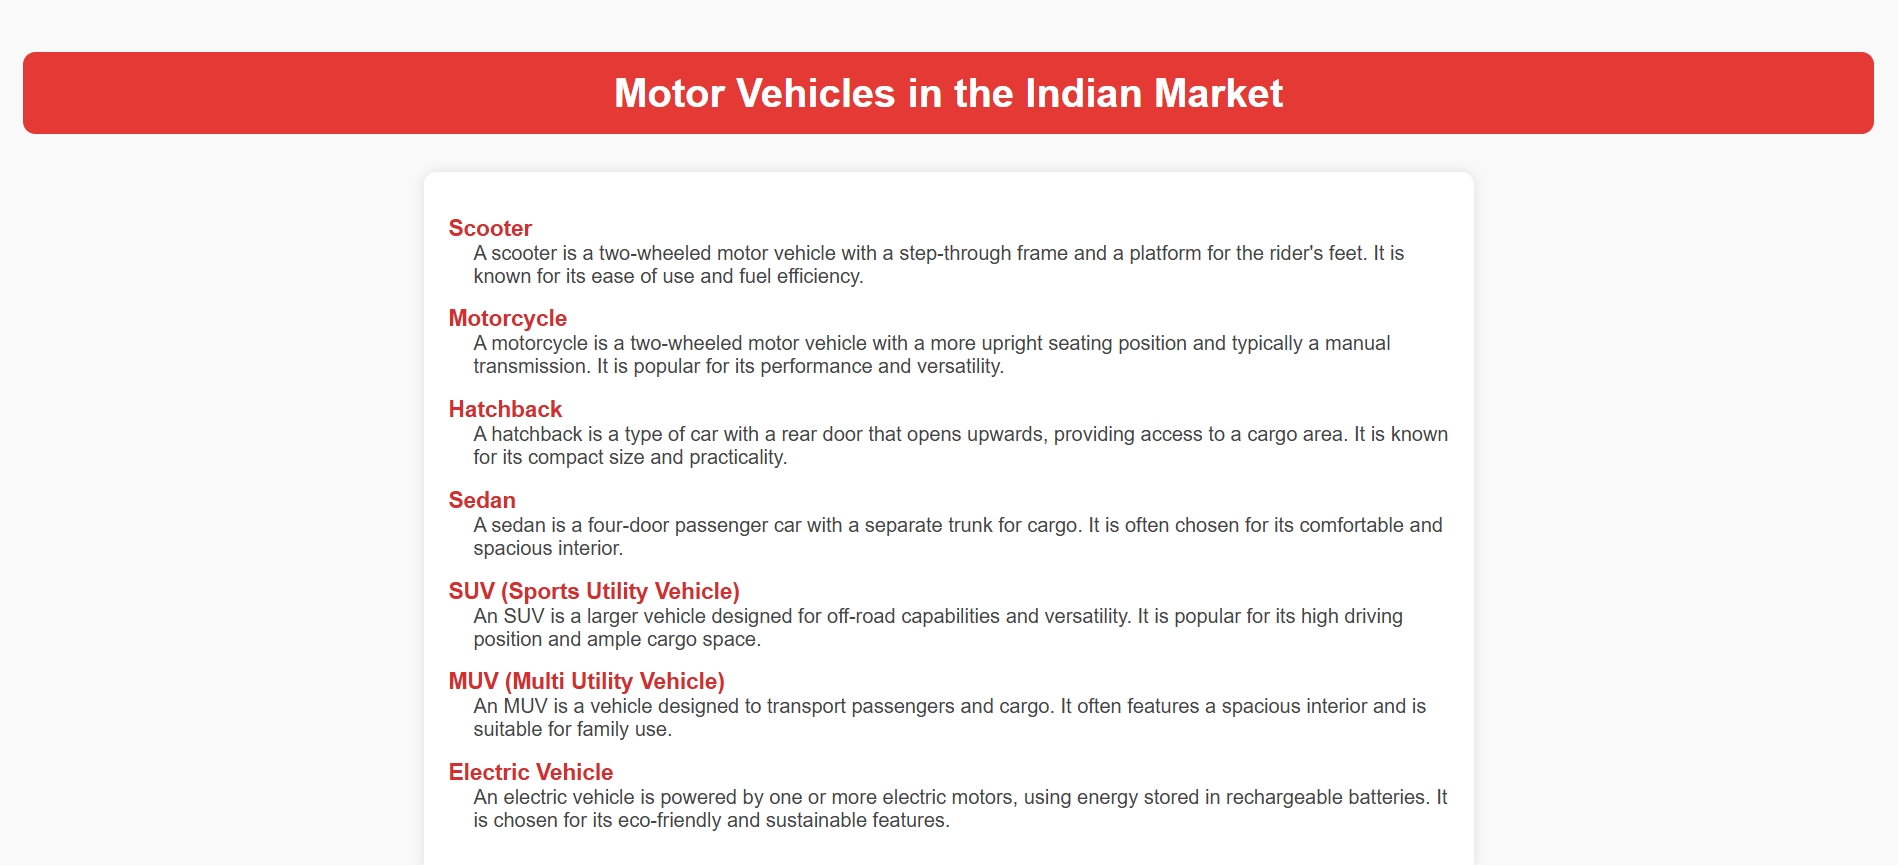 Motor Vehicles in the Indian Market
Scooter
A scooter is a two-wheeled motor vehicle with a step-through frame and a platform for the rider's feet. It is
known for its ease of use and fuel efficiency.
Motorcycle
A motorcycle is a two-wheeled motor vehicle with a more upright seating position and typically a manual
transmission. It is popular for its performance and versatility.
Hatchback
A hatchback is a type of car with a rear door that opens upwards, providing access to a cargo area. It is known
for its compact size and practicality.
Sedan
A sedan is a four-door passenger car with a separate trunk for cargo. It is often chosen for its comfortable and
spacious interior.
SUV (Sports Utility Vehicle)
An SUV is a larger vehicle designed for off-road capabilities and versatility. It is popular for its high driving
position and ample cargo space.
MUV (Multi Utility Vehicle)
An MUV is a vehicle designed to transport passengers and cargo. It often features a spacious interior and is
suitable for family use.
Electric Vehicle
An electric vehicle is powered by one or more electric motors, using energy stored in rechargeable batteries. It
is chosen for its eco-friendly and sustainable features.